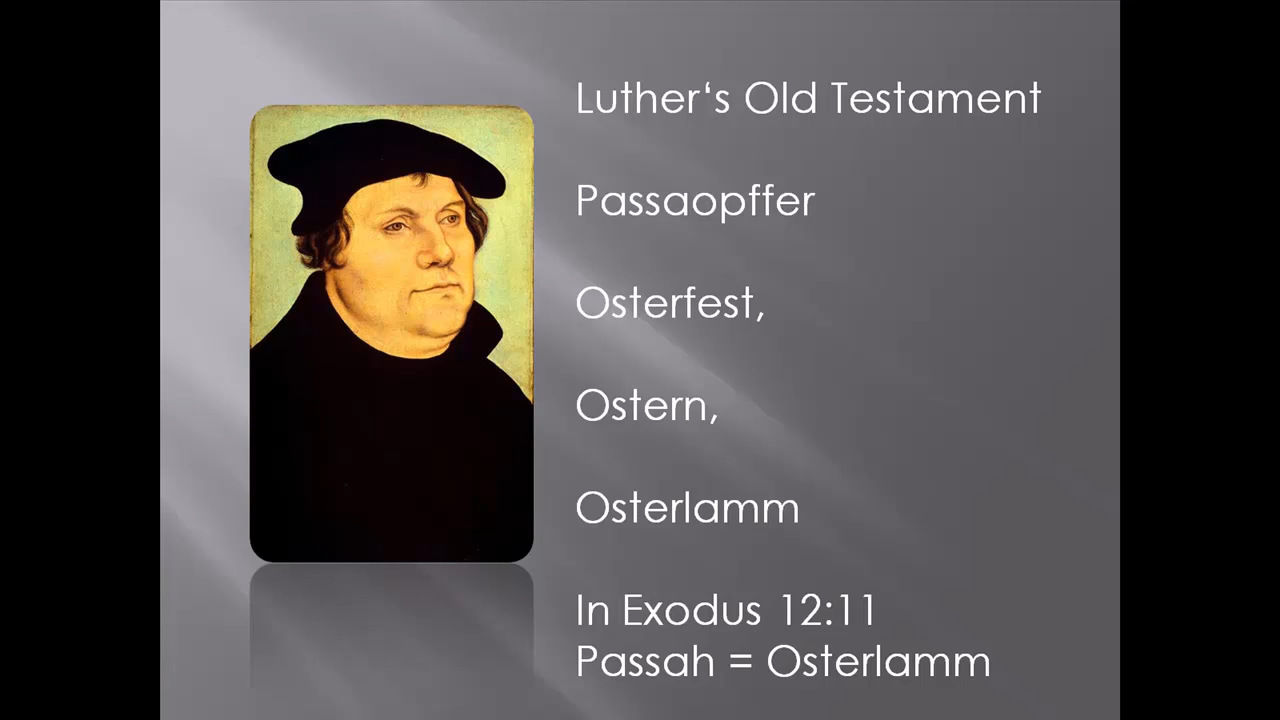 Luther‘s Old Testament
Passaopffer
Osterfest,
Ostern,
Osterlamm
In Exodus 12:11
Passah = Osterlamm